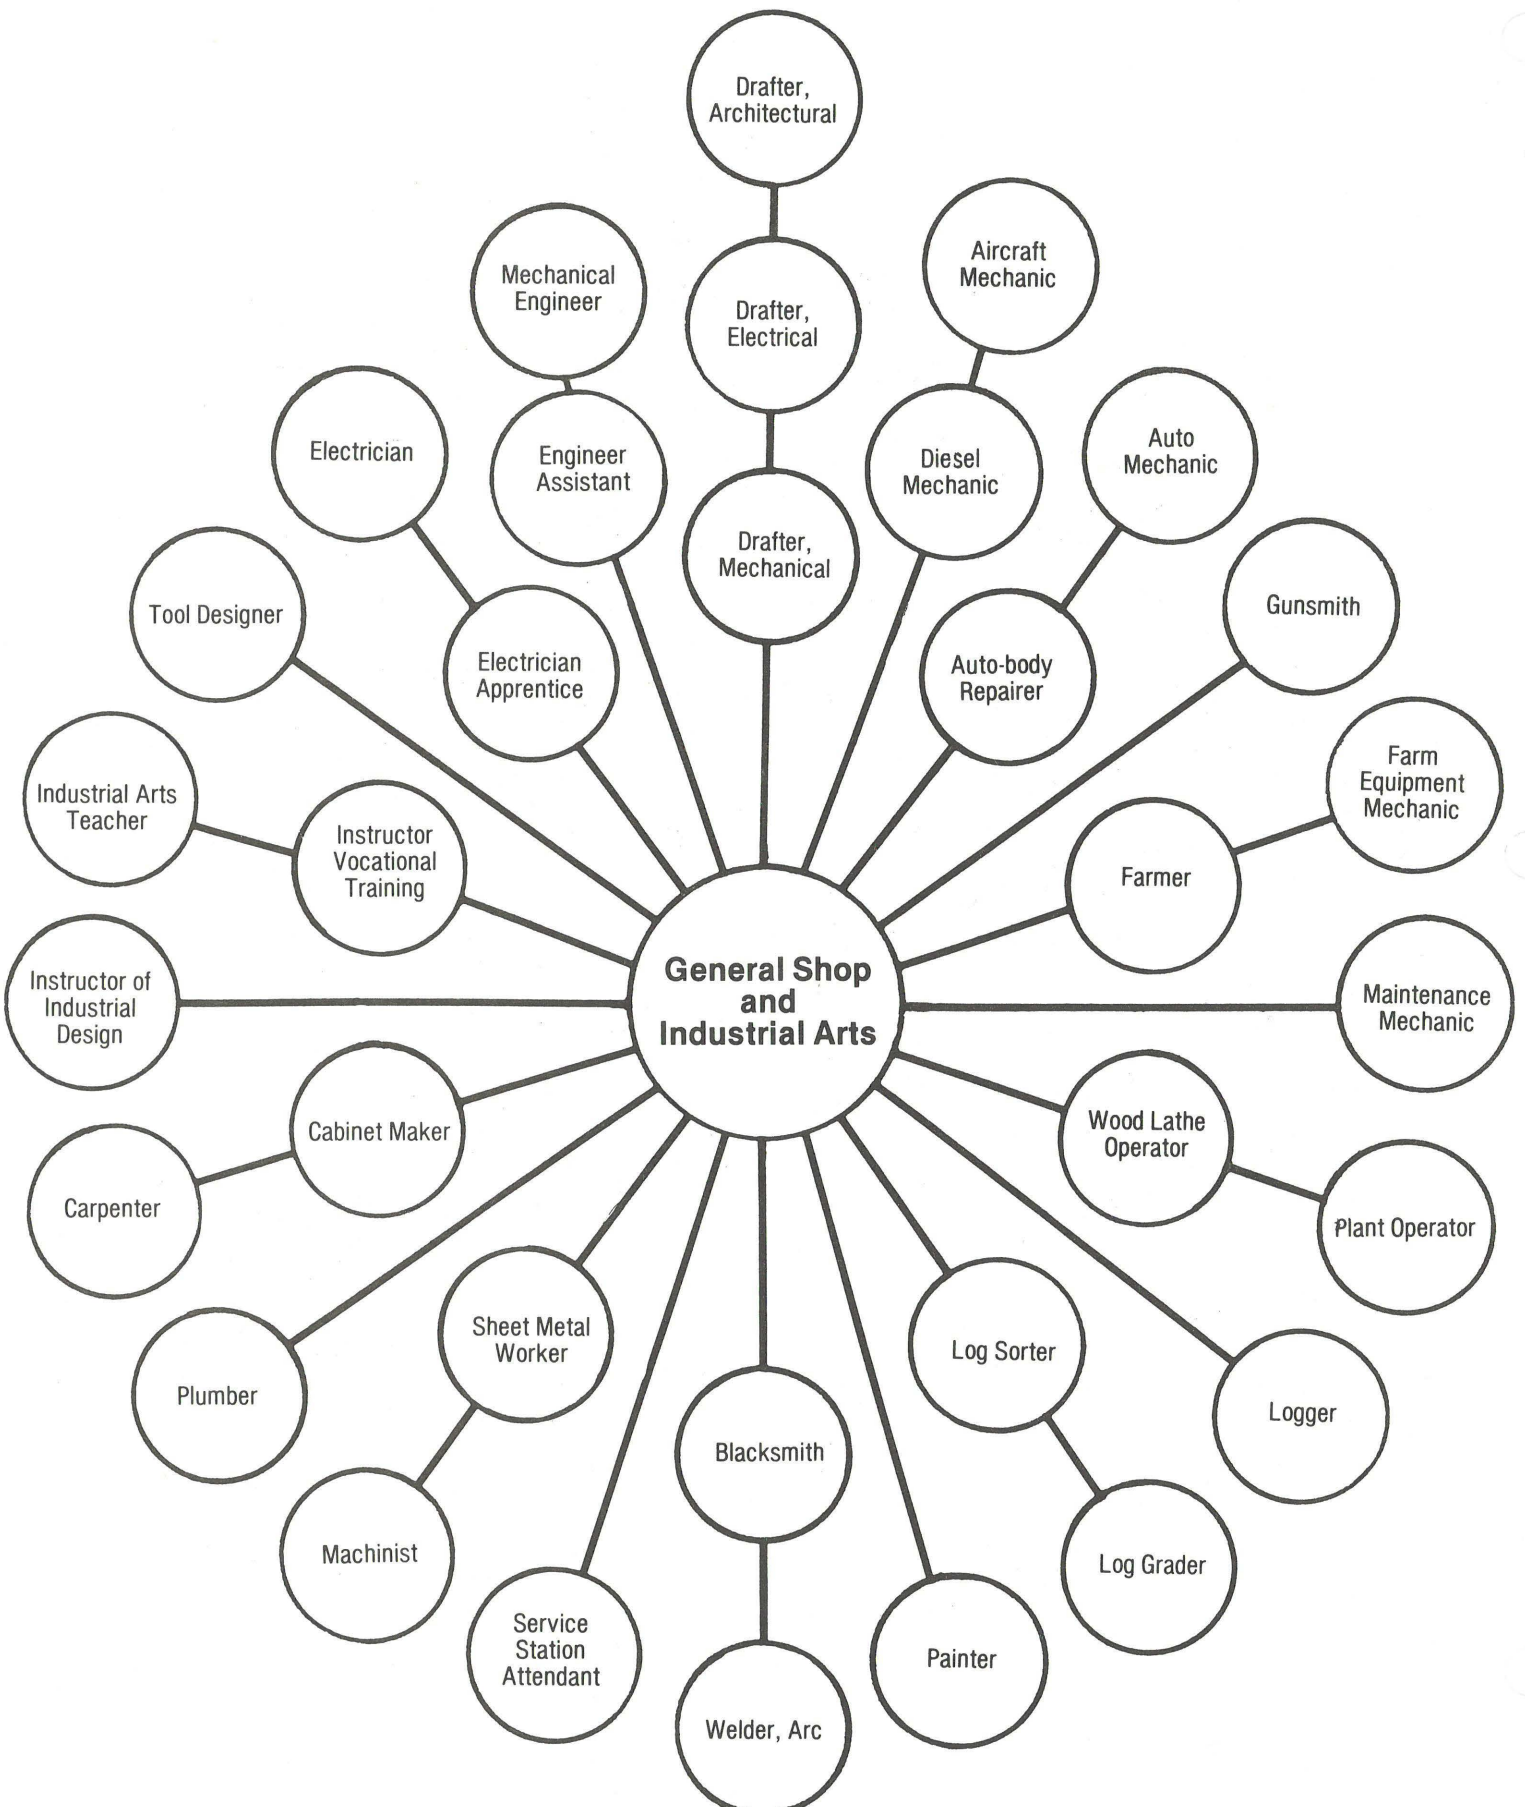 Drafter,
Architectural
Mechanical
Engineer
Drafter,
Electrical
Aircraft
Mechanic
Electrician
Engineer
Assistant
Diesel
Mechanic
Auto
Mechanic
Drafter,
Mechanical
Tool Designer
Electrician
Apprentice
Auto-body
Repairer
Gunsmith
Industrial Arts
Teacher
Instructor
Vocational
Training
Farmer
Farm
Equipment
Mechanic
General Shop
and
Industrial Arts
Instructor of
Industrial
Design
Maintenance
Mechanic
Cabinet Maker
Wood Lathe
Operator
Carpenter
Plant Operator
Sheet Metal
Worker
Log Sorter
Plumber
Logger
Blacksmith
Machinist
Log Grader
Service
Station
Attendant
Painter
Welder, Arc